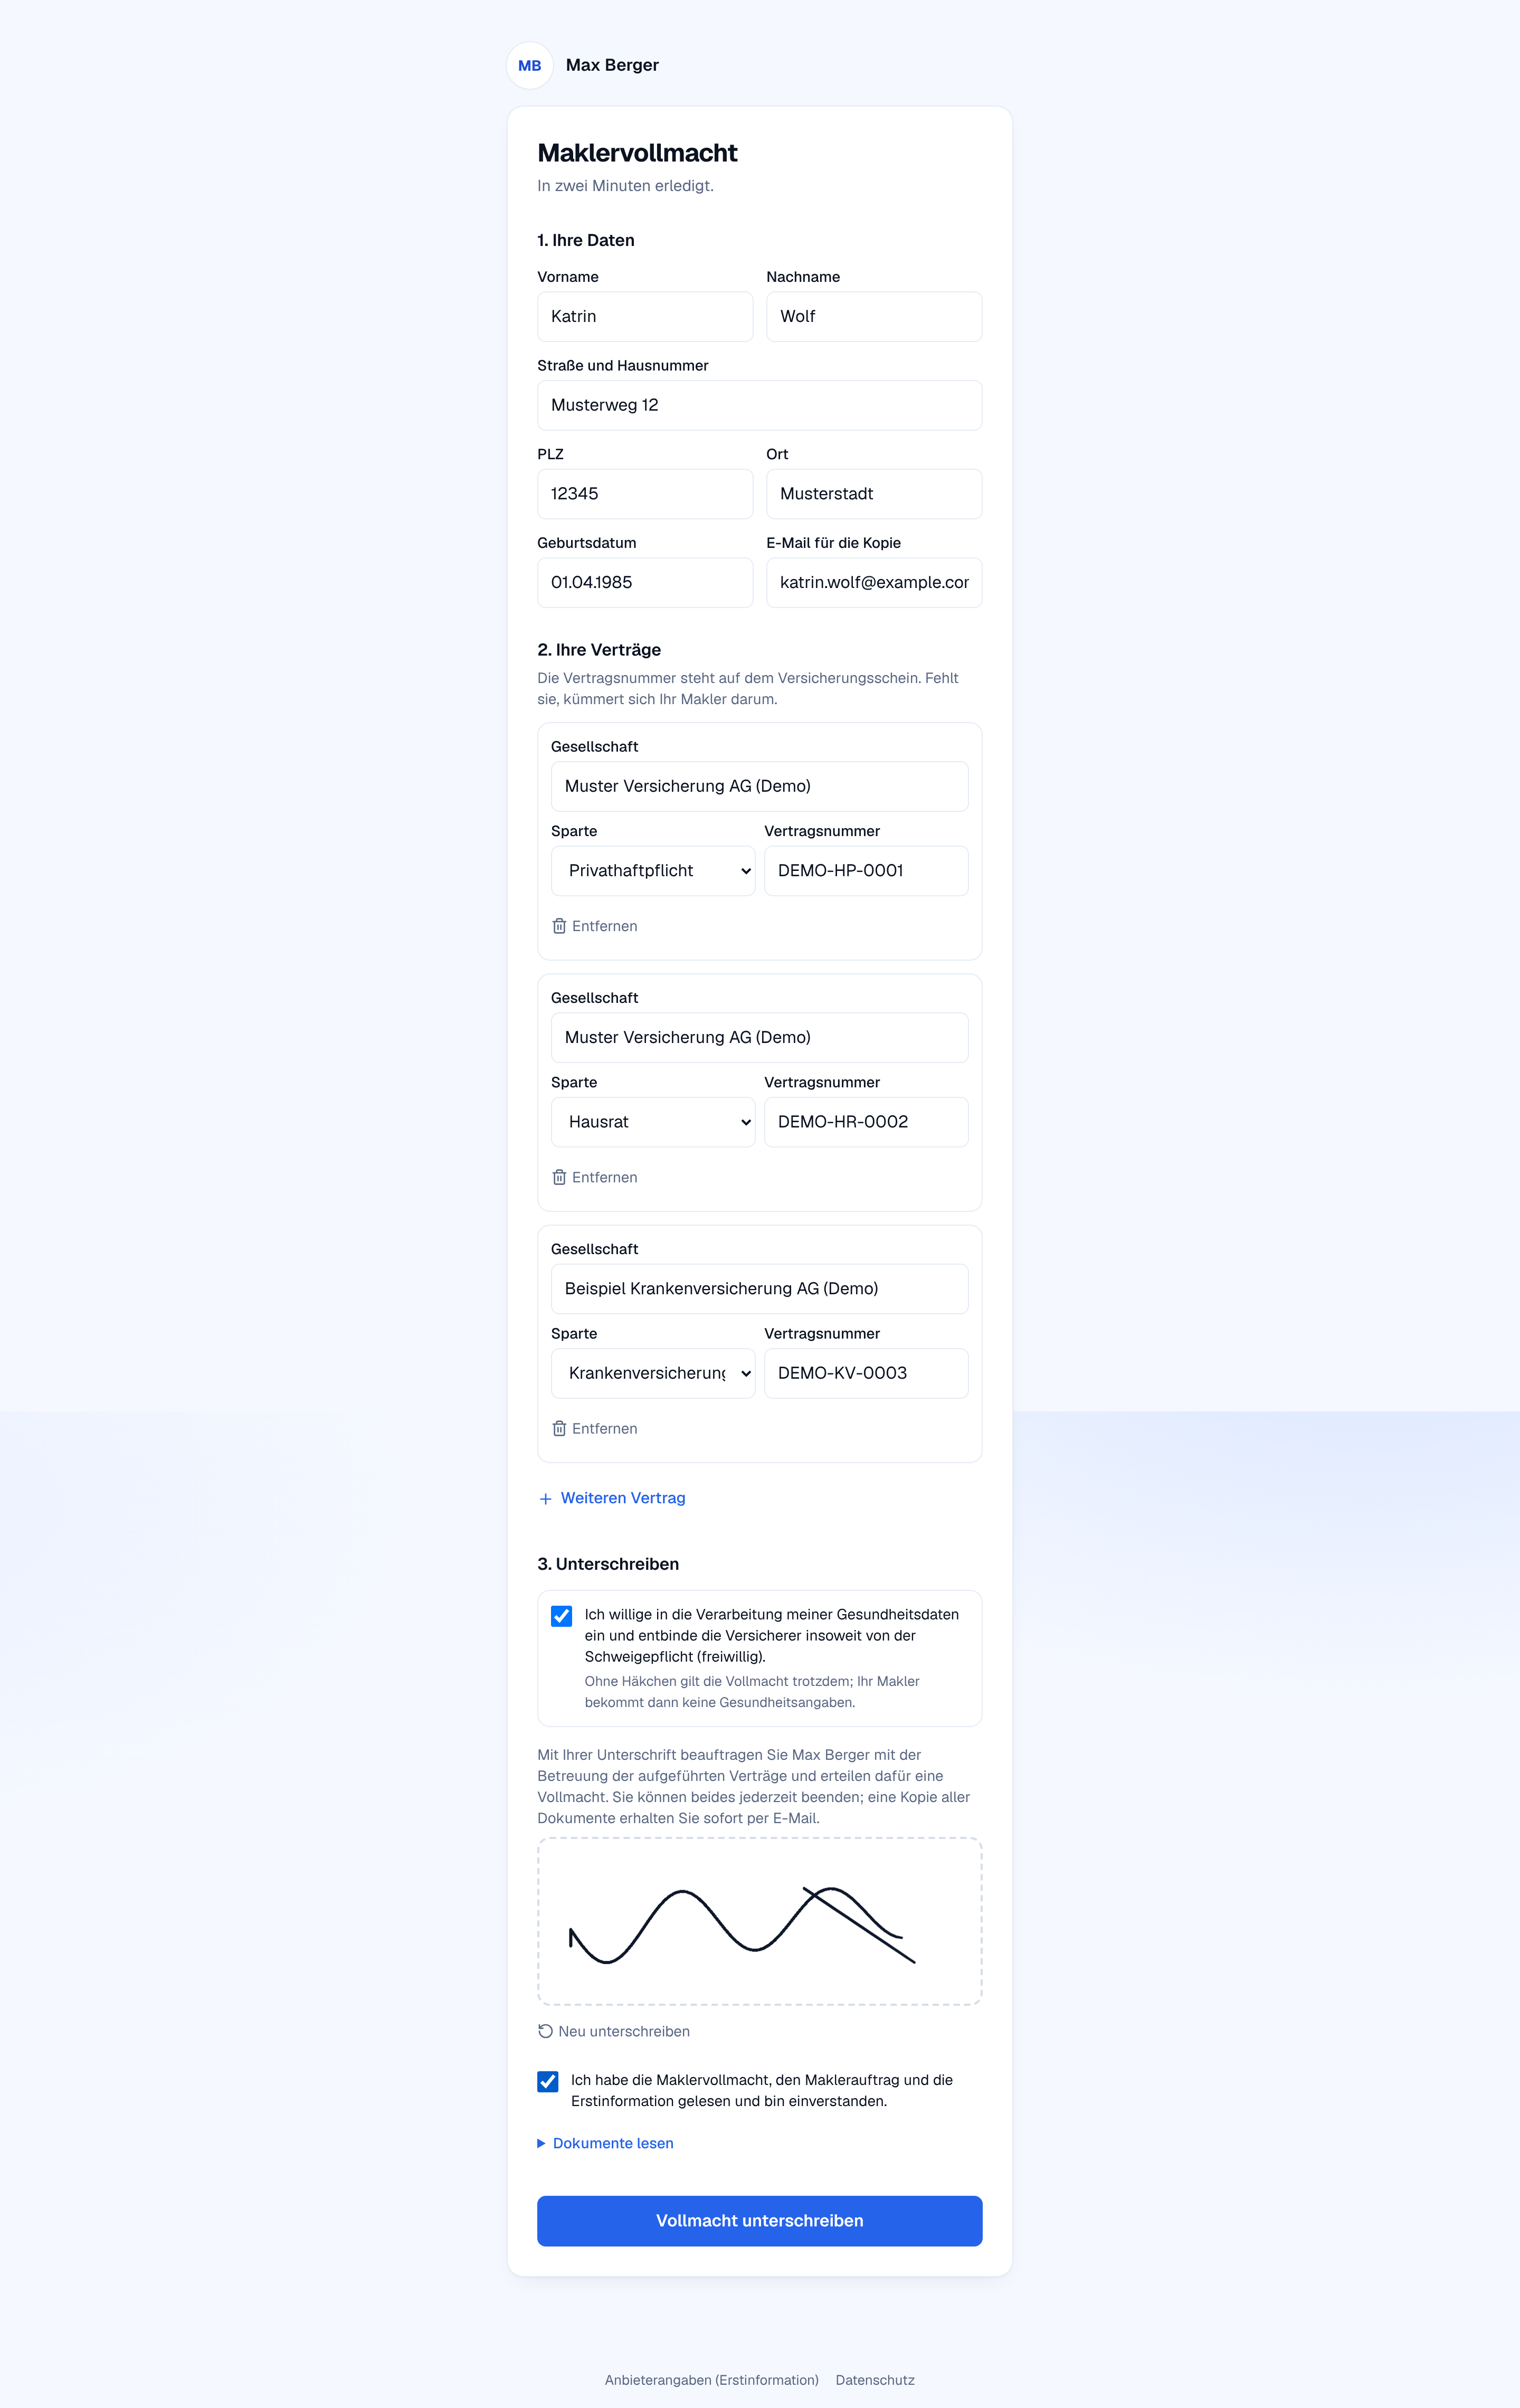 MB
Max Berger
Maklervollmacht
In zwei Minuten erledigt.
1. Ihre Daten
Vorname
Nachname
Katrin
Wolf
Straße und Hausnummer
Musterweg 12
PLZ
Ort
12345
Musterstadt
Geburtsdatum
E-Mail für die Kopie
01.04.1985
katrin.wolf@example.cor
2. Ihre Verträge
Die Vertragsnummer steht auf dem Versicherungsschein. Fehlt
sie, kümmert sich Ihr Makler darum.
Gesellschaft
Muster Versicherung AG (Demo)
Sparte
Vertragsnummer
Privathaftpflicht
DEMO-HP-0001
Entfernen
Gesellschaft
Muster Versicherung AG (Demo)
Sparte
Vertragsnummer
Hausrat
DEMO-HR-0002
Entfernen
Gesellschaft
Beispiel Krankenversicherung AG (Demo)
Sparte
Vertragsnummer
Krankenversicherung
DEMO-KV-0003
Entfernen
+ Weiteren Vertrag
3. Unterschreiben
Ich willige in die Verarbeitung meiner Gesundheitsdaten
ein und entbinde die Versicherer insoweit von der
Schweigepflicht (freiwillig).
Ohne Häkchen gilt die Vollmacht trotzdem; Ihr Makler
bekommt dann keine Gesundheitsangaben.
Mit Ihrer Unterschrift beauftragen Sie Max Berger mit der
Betreuung der aufgeführten Verträge und erteilen dafür eine
Vollmacht. Sie können beides jederzeit beenden; eine Kopie aller
Dokumente erhalten Sie sofort per E-Mail.
Neu unterschreiben
Ich habe die Maklervollmacht, den Maklerauftrag und die
Erstinformation gelesen und bin einverstanden.
Dokumente lesen
Vollmacht unterschreiben
Anbieterangaben (Erstinformation)
Datenschutz